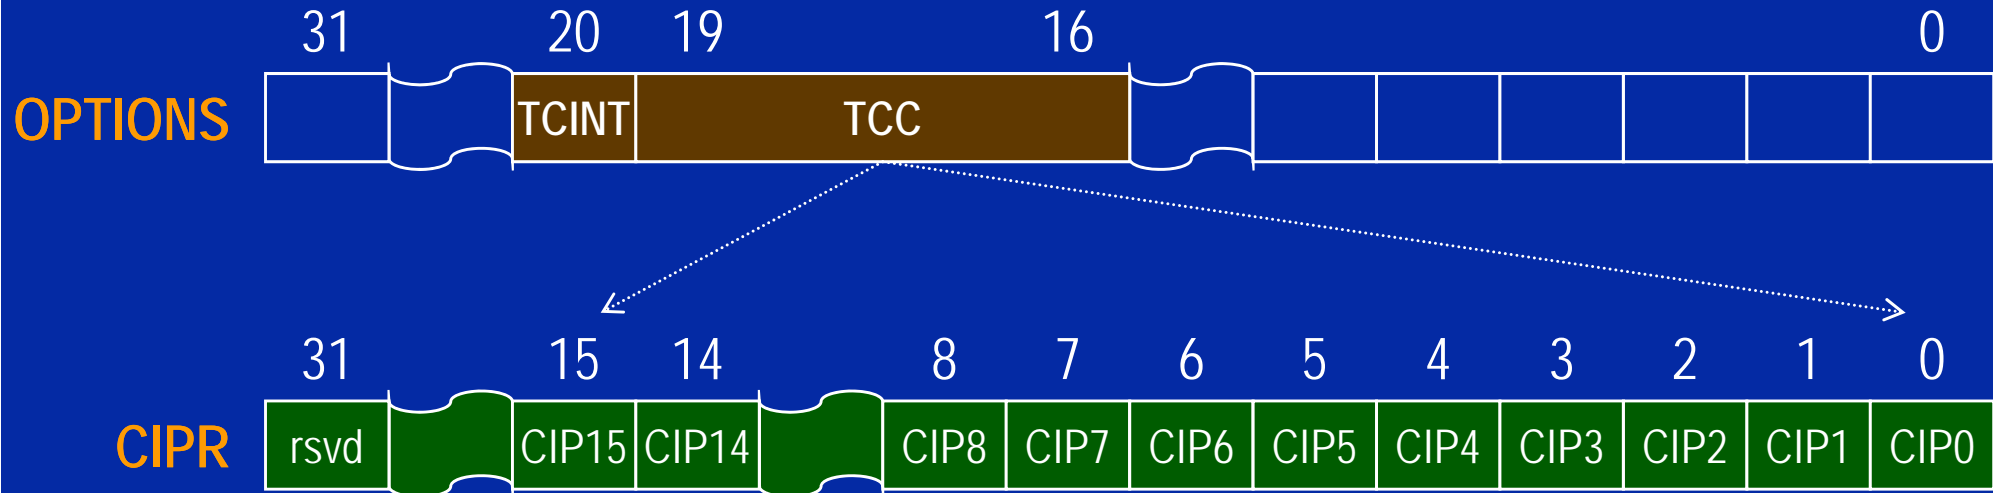 31 20 19 16 0
OPTIONS TCINT TCC
31 15 14 8 7 6 5 4 3 2 1 0
CIPR rsvd CIP15 CIP14 CIP8 CIP7 CIP6 CIP5 CIP4 CIP3 CIP2 CIP1 CIP0